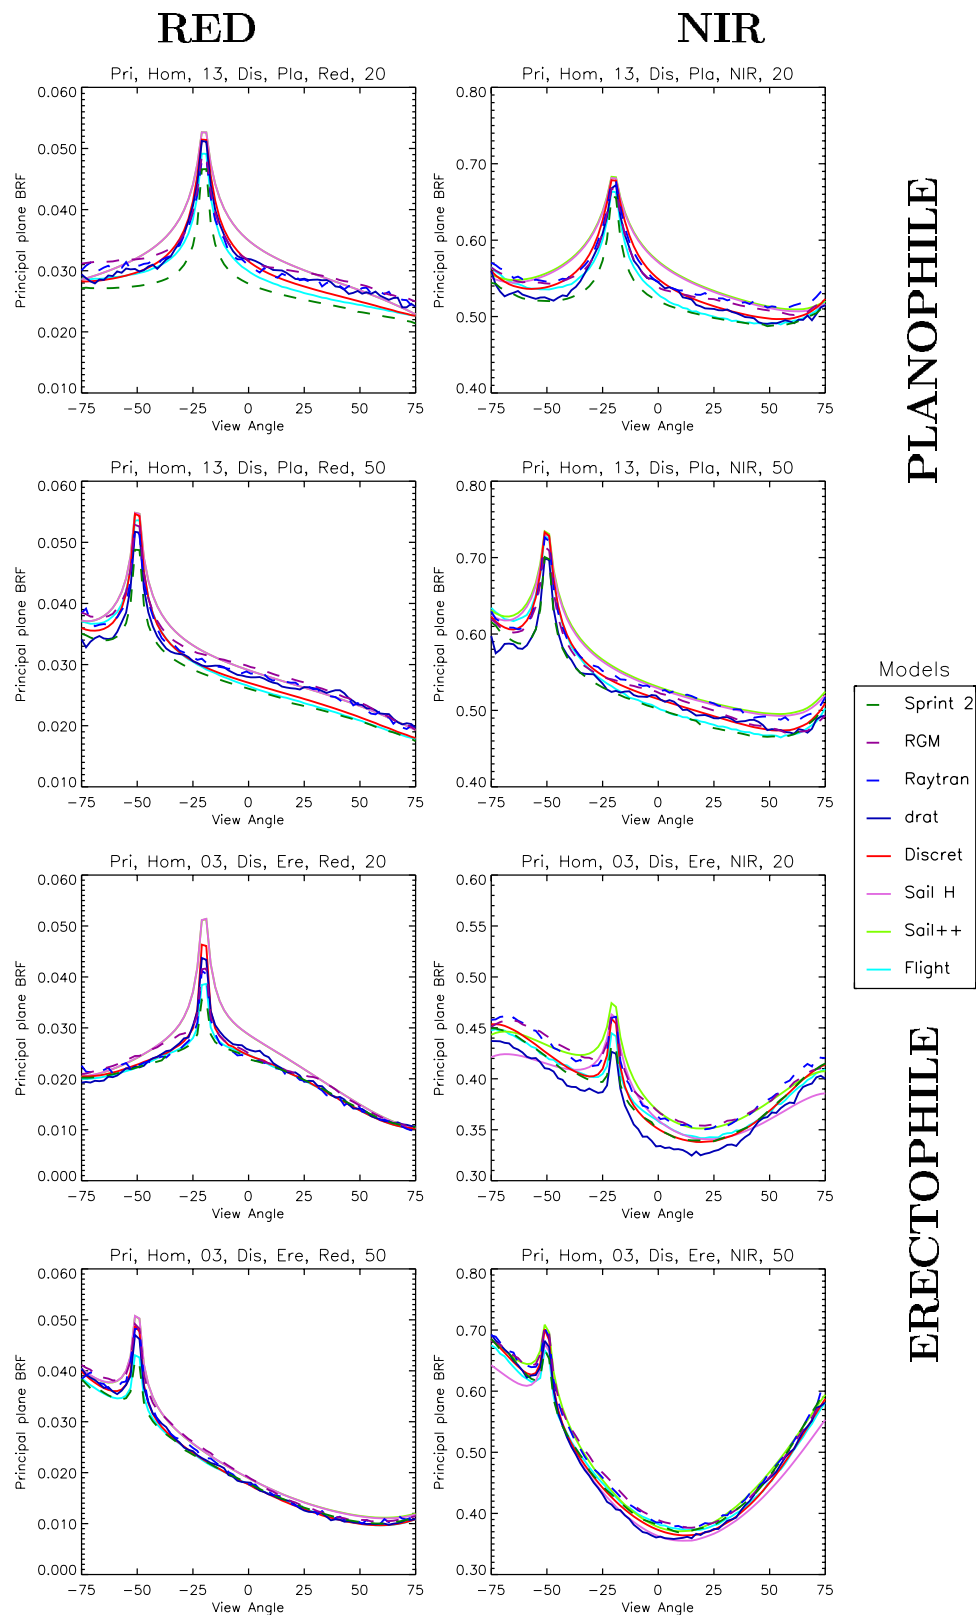 RED NIR
Pri, Hom, 13, Dis, Pla, Red, 20
Principal plane BRF
0.060
0.050
0.040
0.030
0.020
0.010
−75 −50 −25 0 25 50 75
View Angle
Pri, Hom, 13, Dis, Pla, NIR, 20
Principal plane BRF
0.80
0.70
0.60
0.50
0.40
−75 −50 −25 0 25 50 75
View Angle
PLANOPHILE
Pri, Hom, 13, Dis, Pla, Red, 50
Principal plane BRF
0.060
0.050
0.040
0.030
0.020
0.010
−75 −50 −25 0 25 50 75
View Angle
Pri, Hom, 13, Dis, Pla, NIR, 50
Principal plane BRF
0.80
0.70
0.60
0.50
0.40
−75 −50 −25 0 25 50 75
View Angle
Models
Sprint 2
RGM
Raytran
drat
Discret
Sail H
Sail++
Flight
Pri, Hom, 03, Dis, Ere, Red, 20
Principal plane BRF
0.060
0.050
0.040
0.030
0.020
0.010
0.000
−75 −50 −25 0 25 50 75
View Angle
Pri, Hom, 03, Dis, Ere, NIR, 20
Principal plane BRF
0.60
0.55
0.50
0.45
0.40
0.35
0.30
−75 −50 −25 0 25 50 75
View Angle
ERECTOPHILE
Pri, Hom, 03, Dis, Ere, Red, 50
Principal plane BRF
0.060
0.050
0.040
0.030
0.020
0.010
0.000
−75 −50 −25 0 25 50 75
View Angle
Pri, Hom, 03, Dis, Ere, NIR, 50
Principal plane BRF
0.80
0.70
0.60
0.50
0.40
0.30
−75 −50 −25 0 25 50 75
View Angle